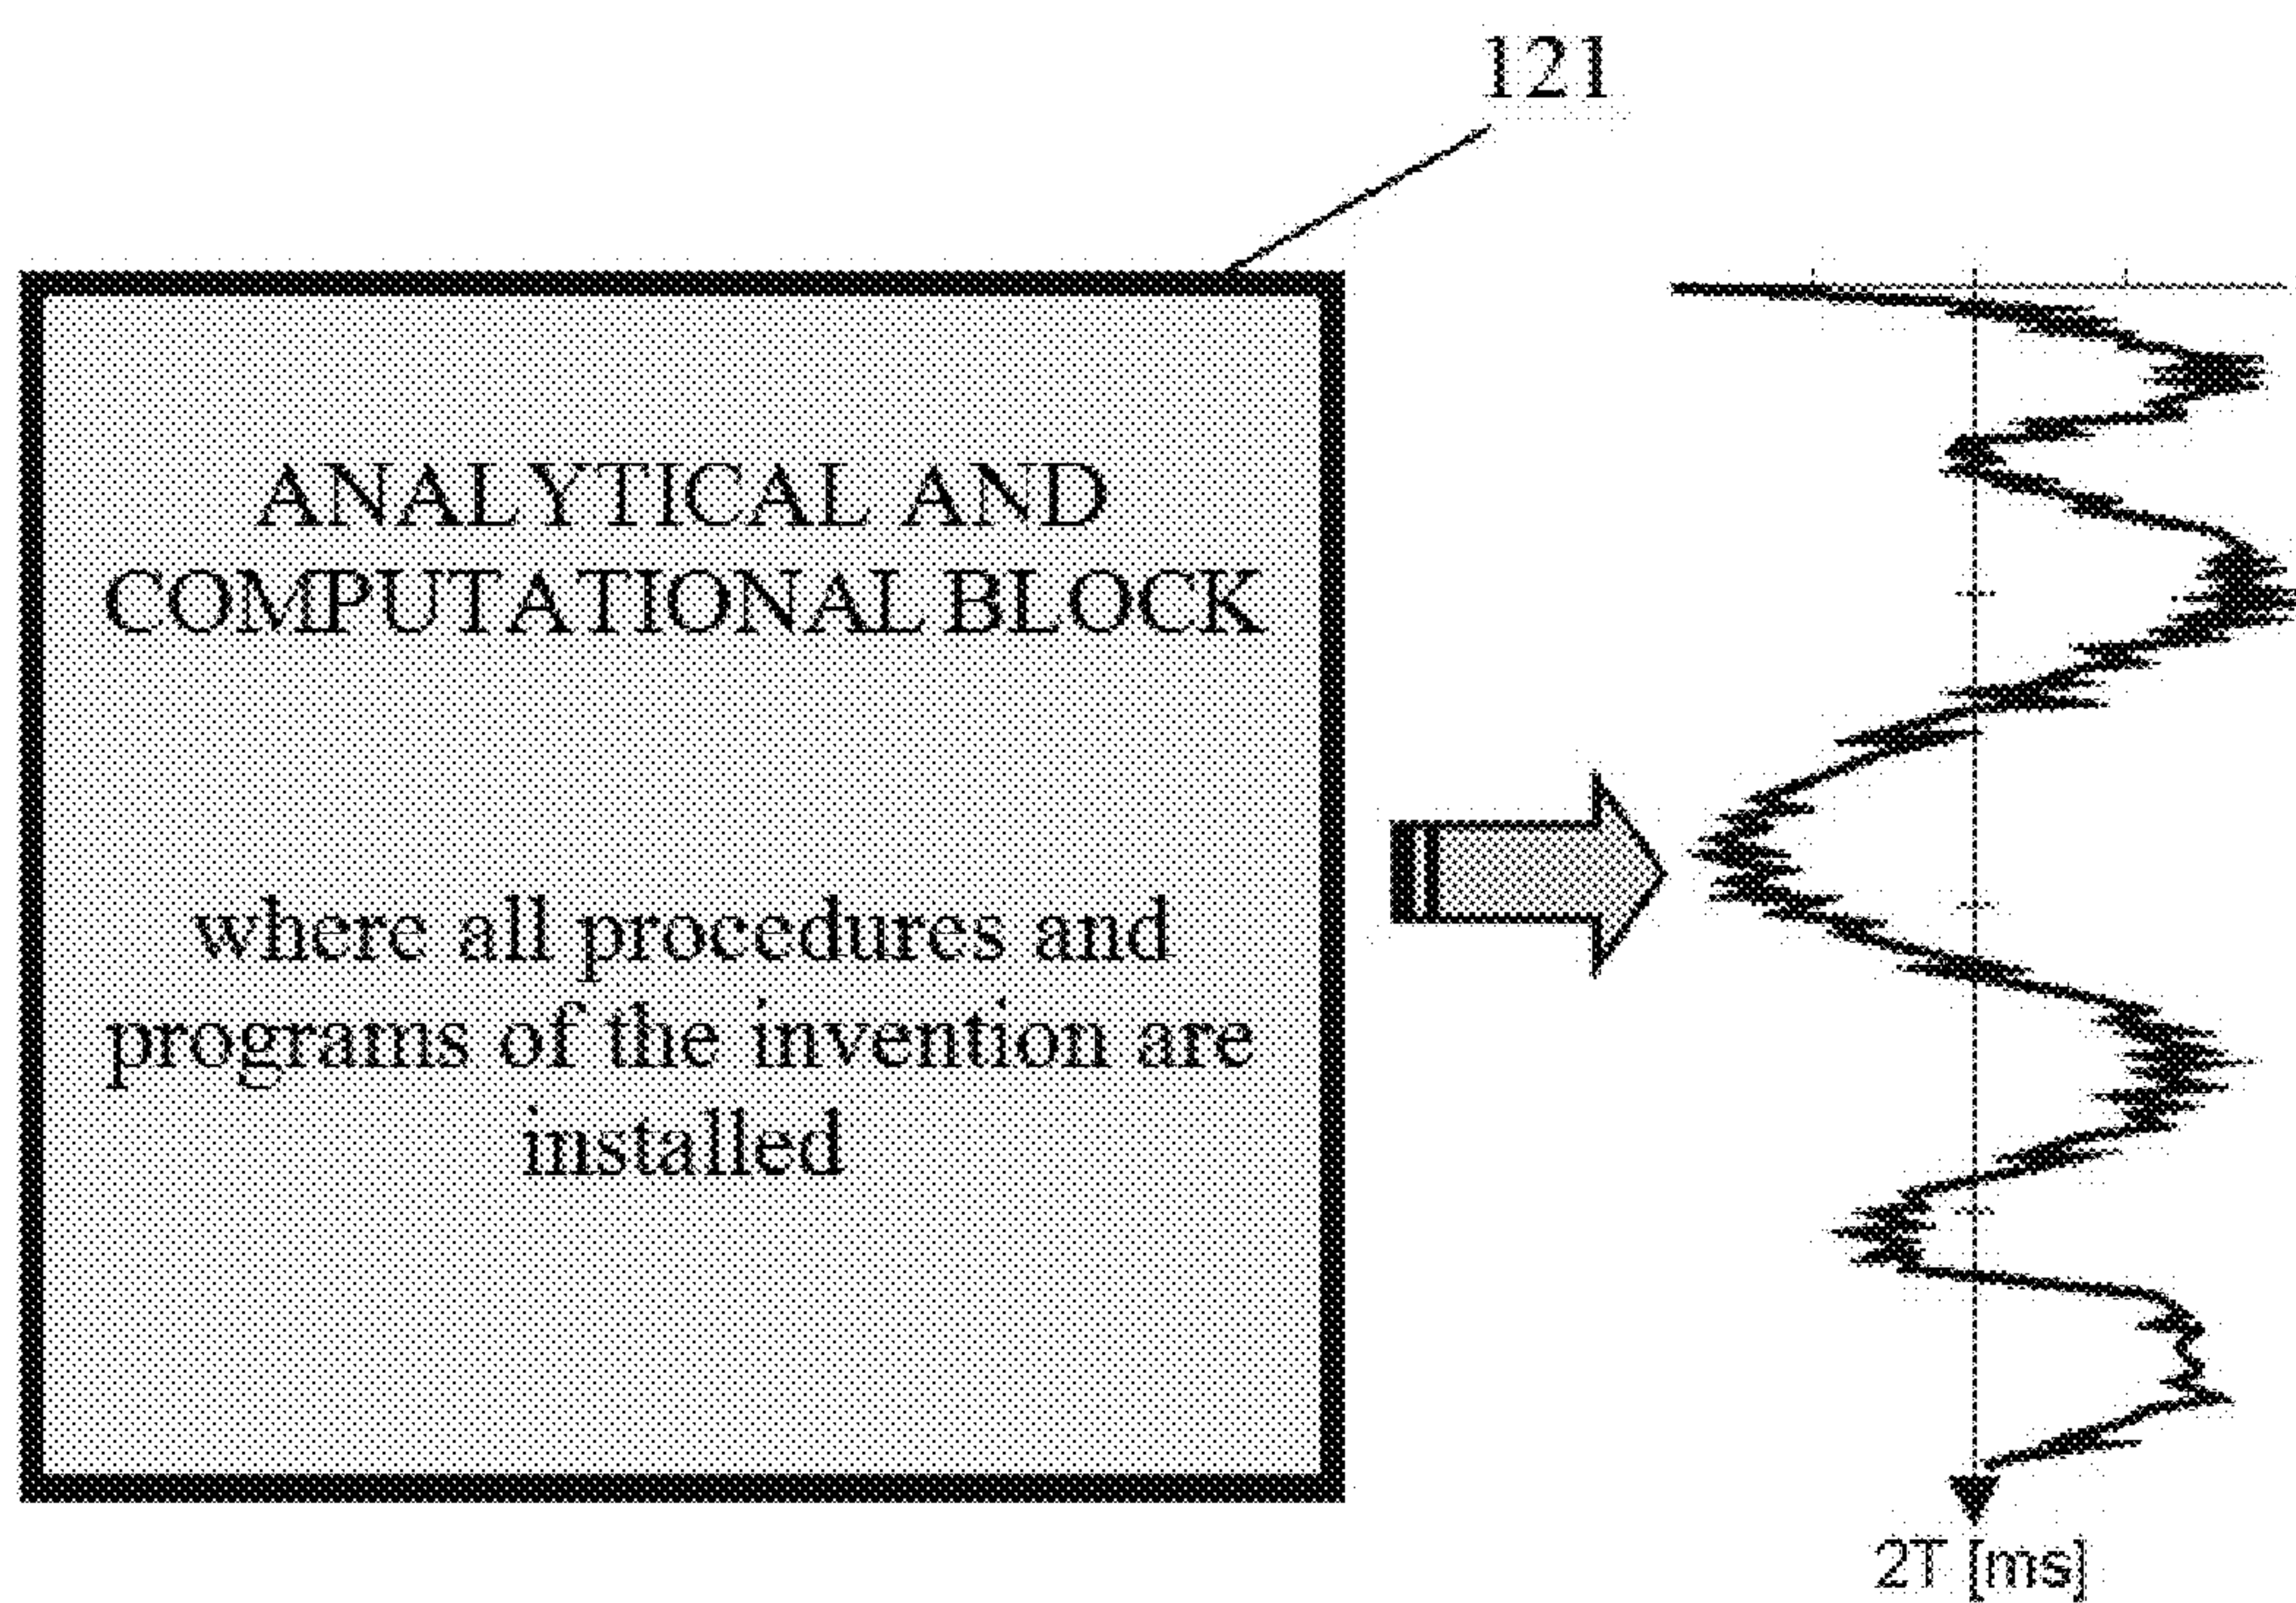 121
ANALYTICAL AND
COMPUTATIONAL BLOCK
where all procedures and
programs of the invention are
installed
2T [ms]